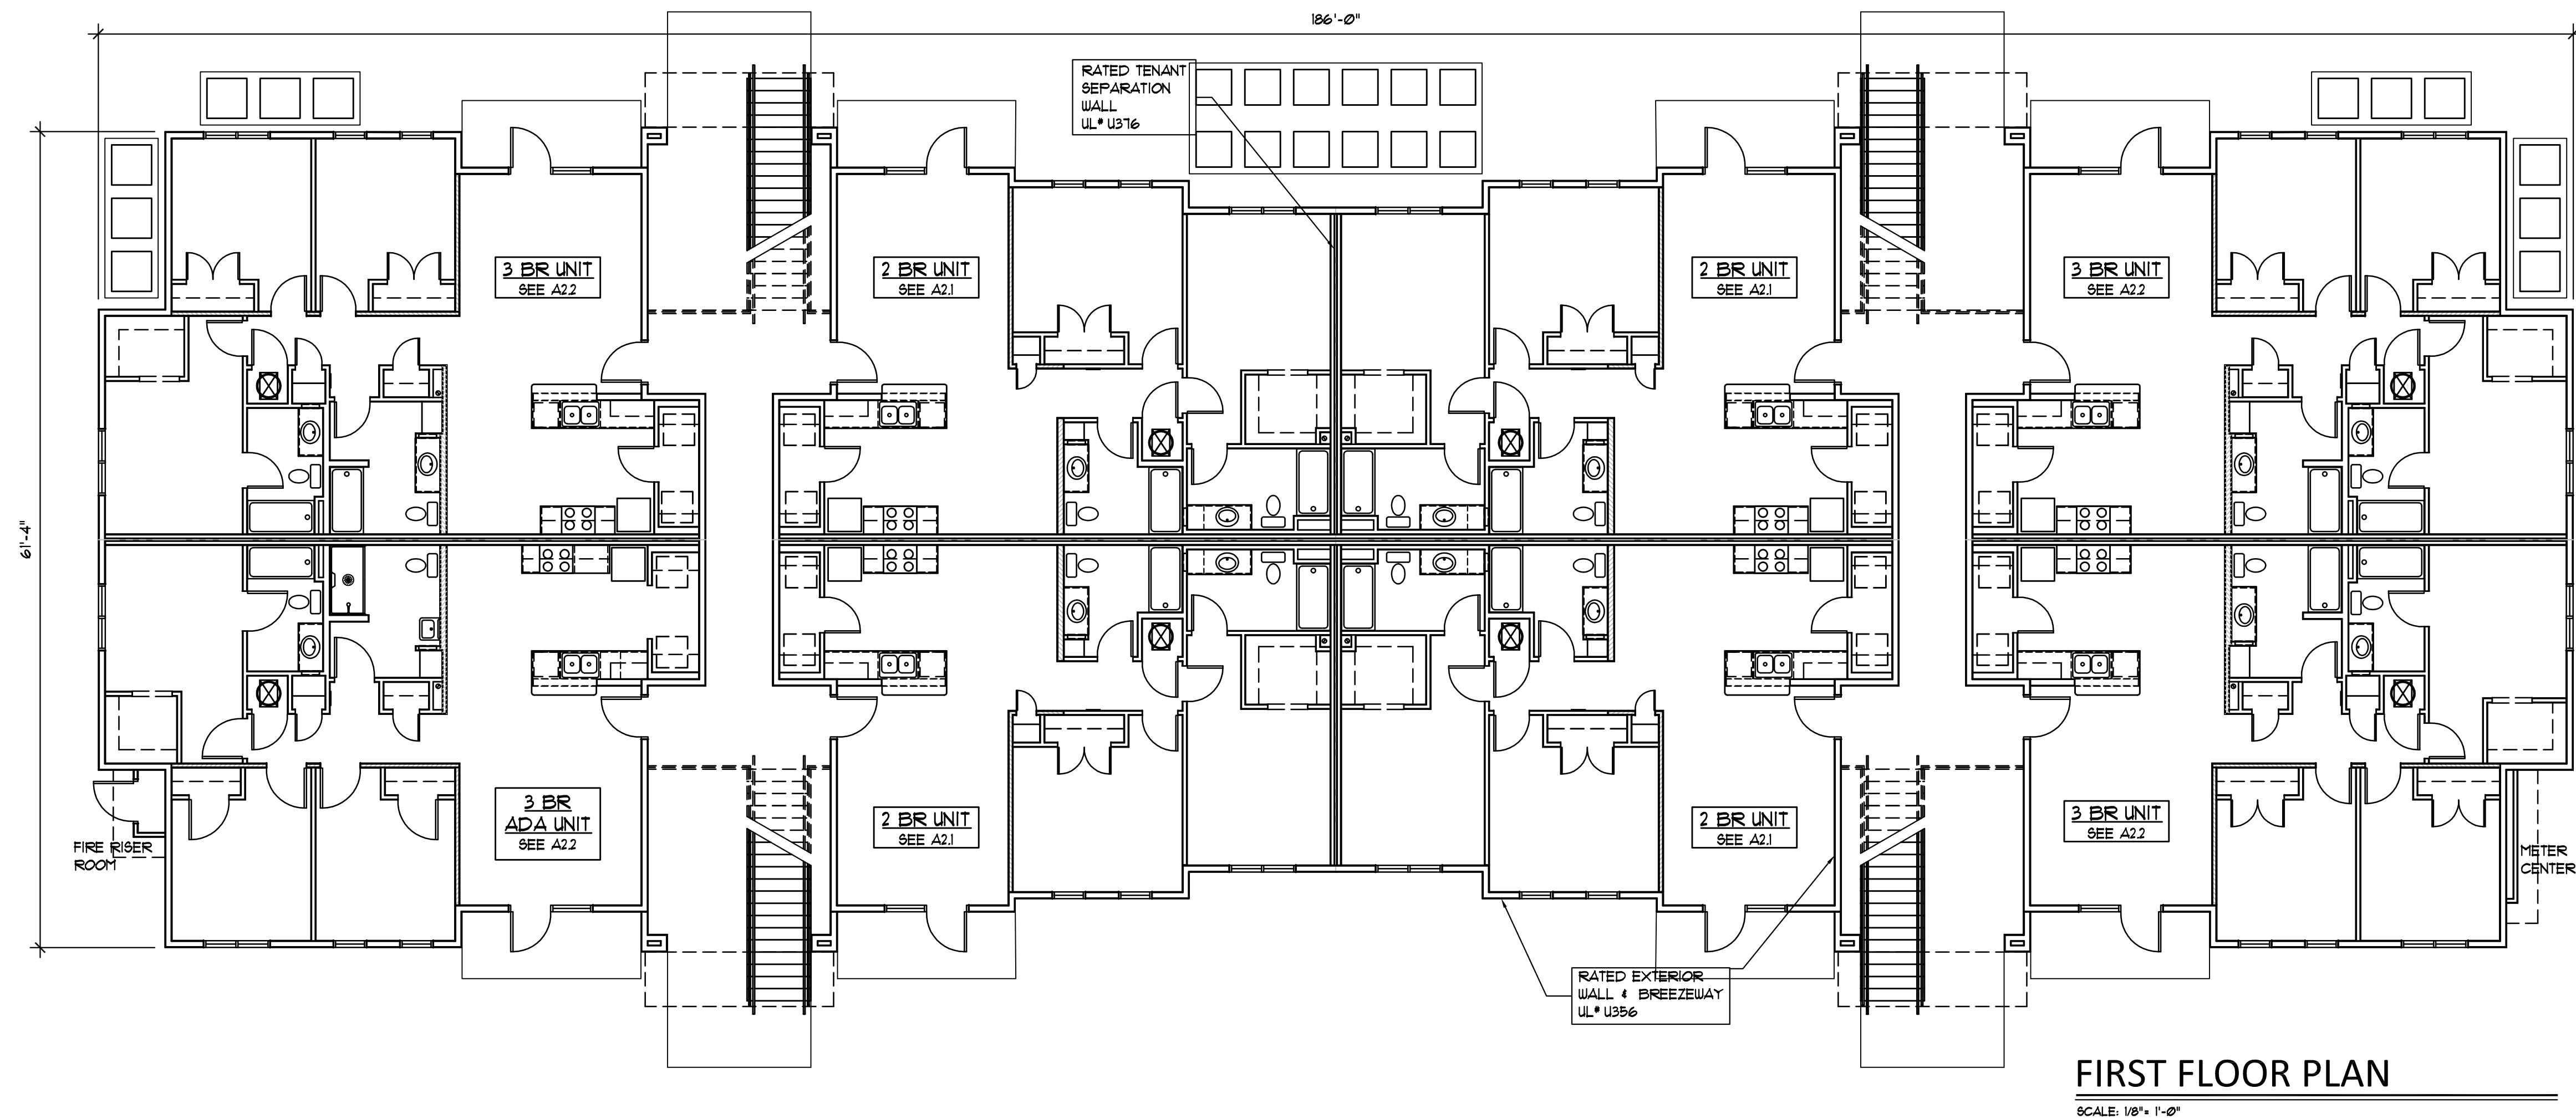 186'-0"
RATED TENANT
SEPARATION
WALL
UL# U376
3 BR UNIT
SEE A2.2
2 BR UNIT
SEE A2.1
2 BR UNIT
SEE A2.1
3 BR UNIT
SEE A2.2
61'-4"
3 BR
ADA UNIT
SEE A2.2
2 BR UNIT
SEE A2.1
2 BR UNIT
SEE A2.1
3 BR UNIT
SEE A2.2
FIRE RISER
ROOM
METER
CENTER
RATED EXTERIOR
WALL & BREEZEWAY
UL# U356
FIRST FLOOR PLAN
SCALE: 1/8"= 1'-0"